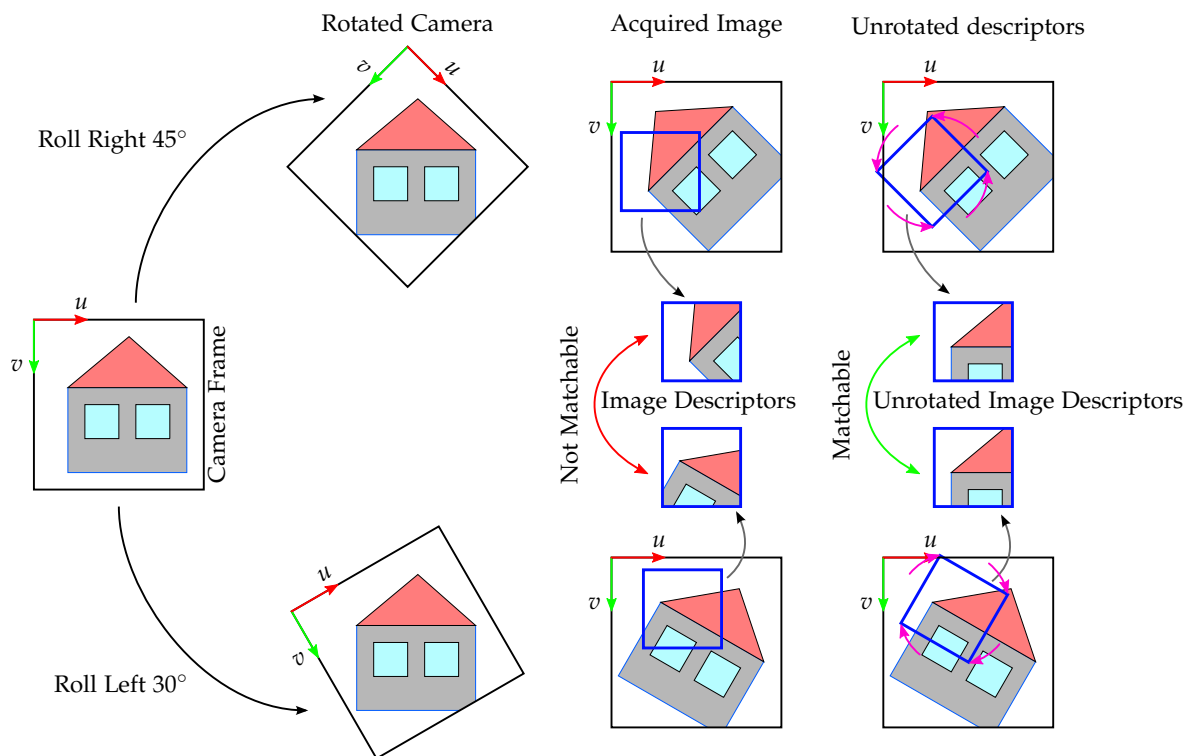 Rotated Camera
Acquired Image
Unrotated descriptors
v
u
u
v
u
v
Roll Right 45°
u
v
Camera Frame
Not Matchable
Image Descriptors
Matchable
Unrotated Image Descriptors
u
v
u
v
u
v
Roll Left 30°